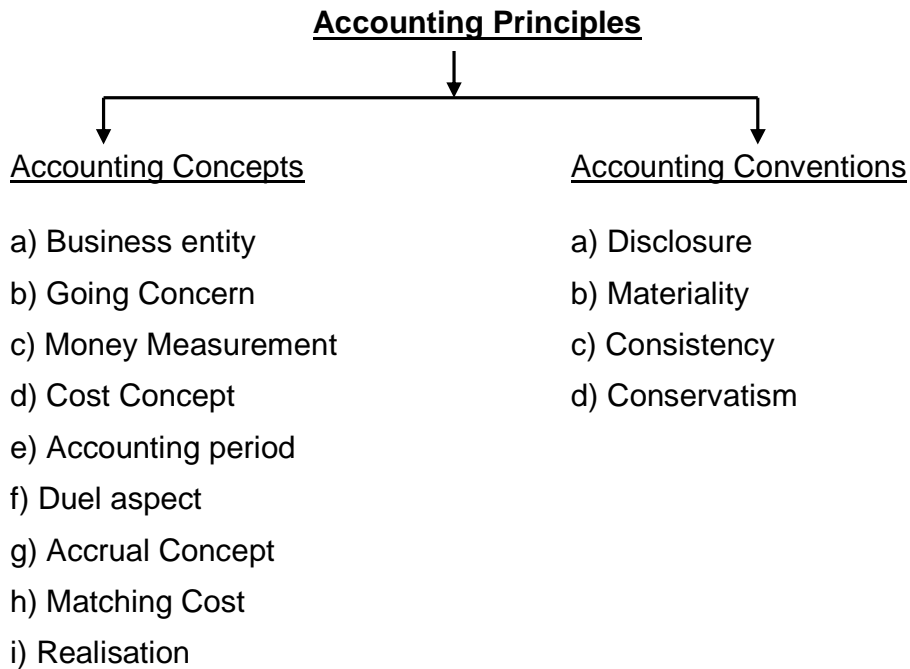 Accounting Principles
Accounting Concepts
a) Business entity
b) Going Concern
c) Money Measurement
d) Cost Concept
e) Accounting period
f) Duel aspect
g) Accrual Concept
h) Matching Cost
i) Realisation
Accounting Conventions
a) Disclosure
b) Materiality
c) Consistency
d) Conservatism